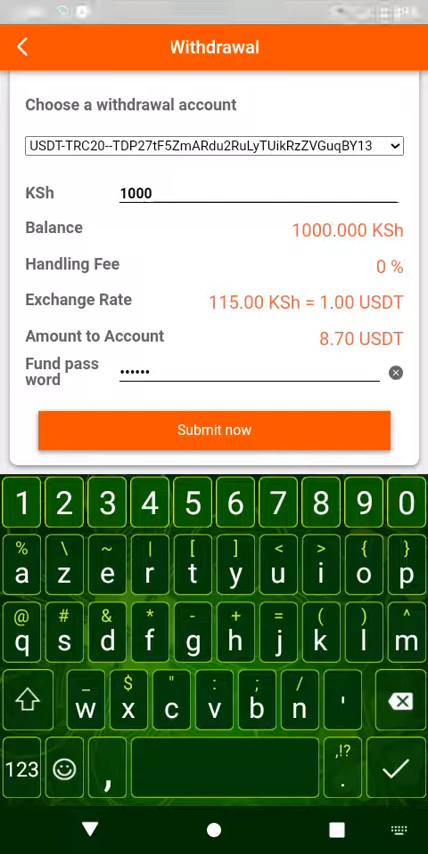 Withdrawal
Choose a withdrawal account
USDT-TRC20--TDP27tF5ZmARdu2RuLyTUikRzZVGuqBY13
KSh 1000
Balance 1000.000 KSh
Handling Fee 0 %
Exchange Rate 115.00 KSh = 1.00 USDT
Amount to Account 8.70 USDT
Fund pass
word ••••••
Submit now
1 2 3 4 5 6 7 8 9 0
% \ ~ | [ ] < > { }
a z e r t y u i o p
@ # & * - + = ( ) ^
q s d f g h j k l m
_ $ " : ; /
w x c v b n '
,!?
123 , .